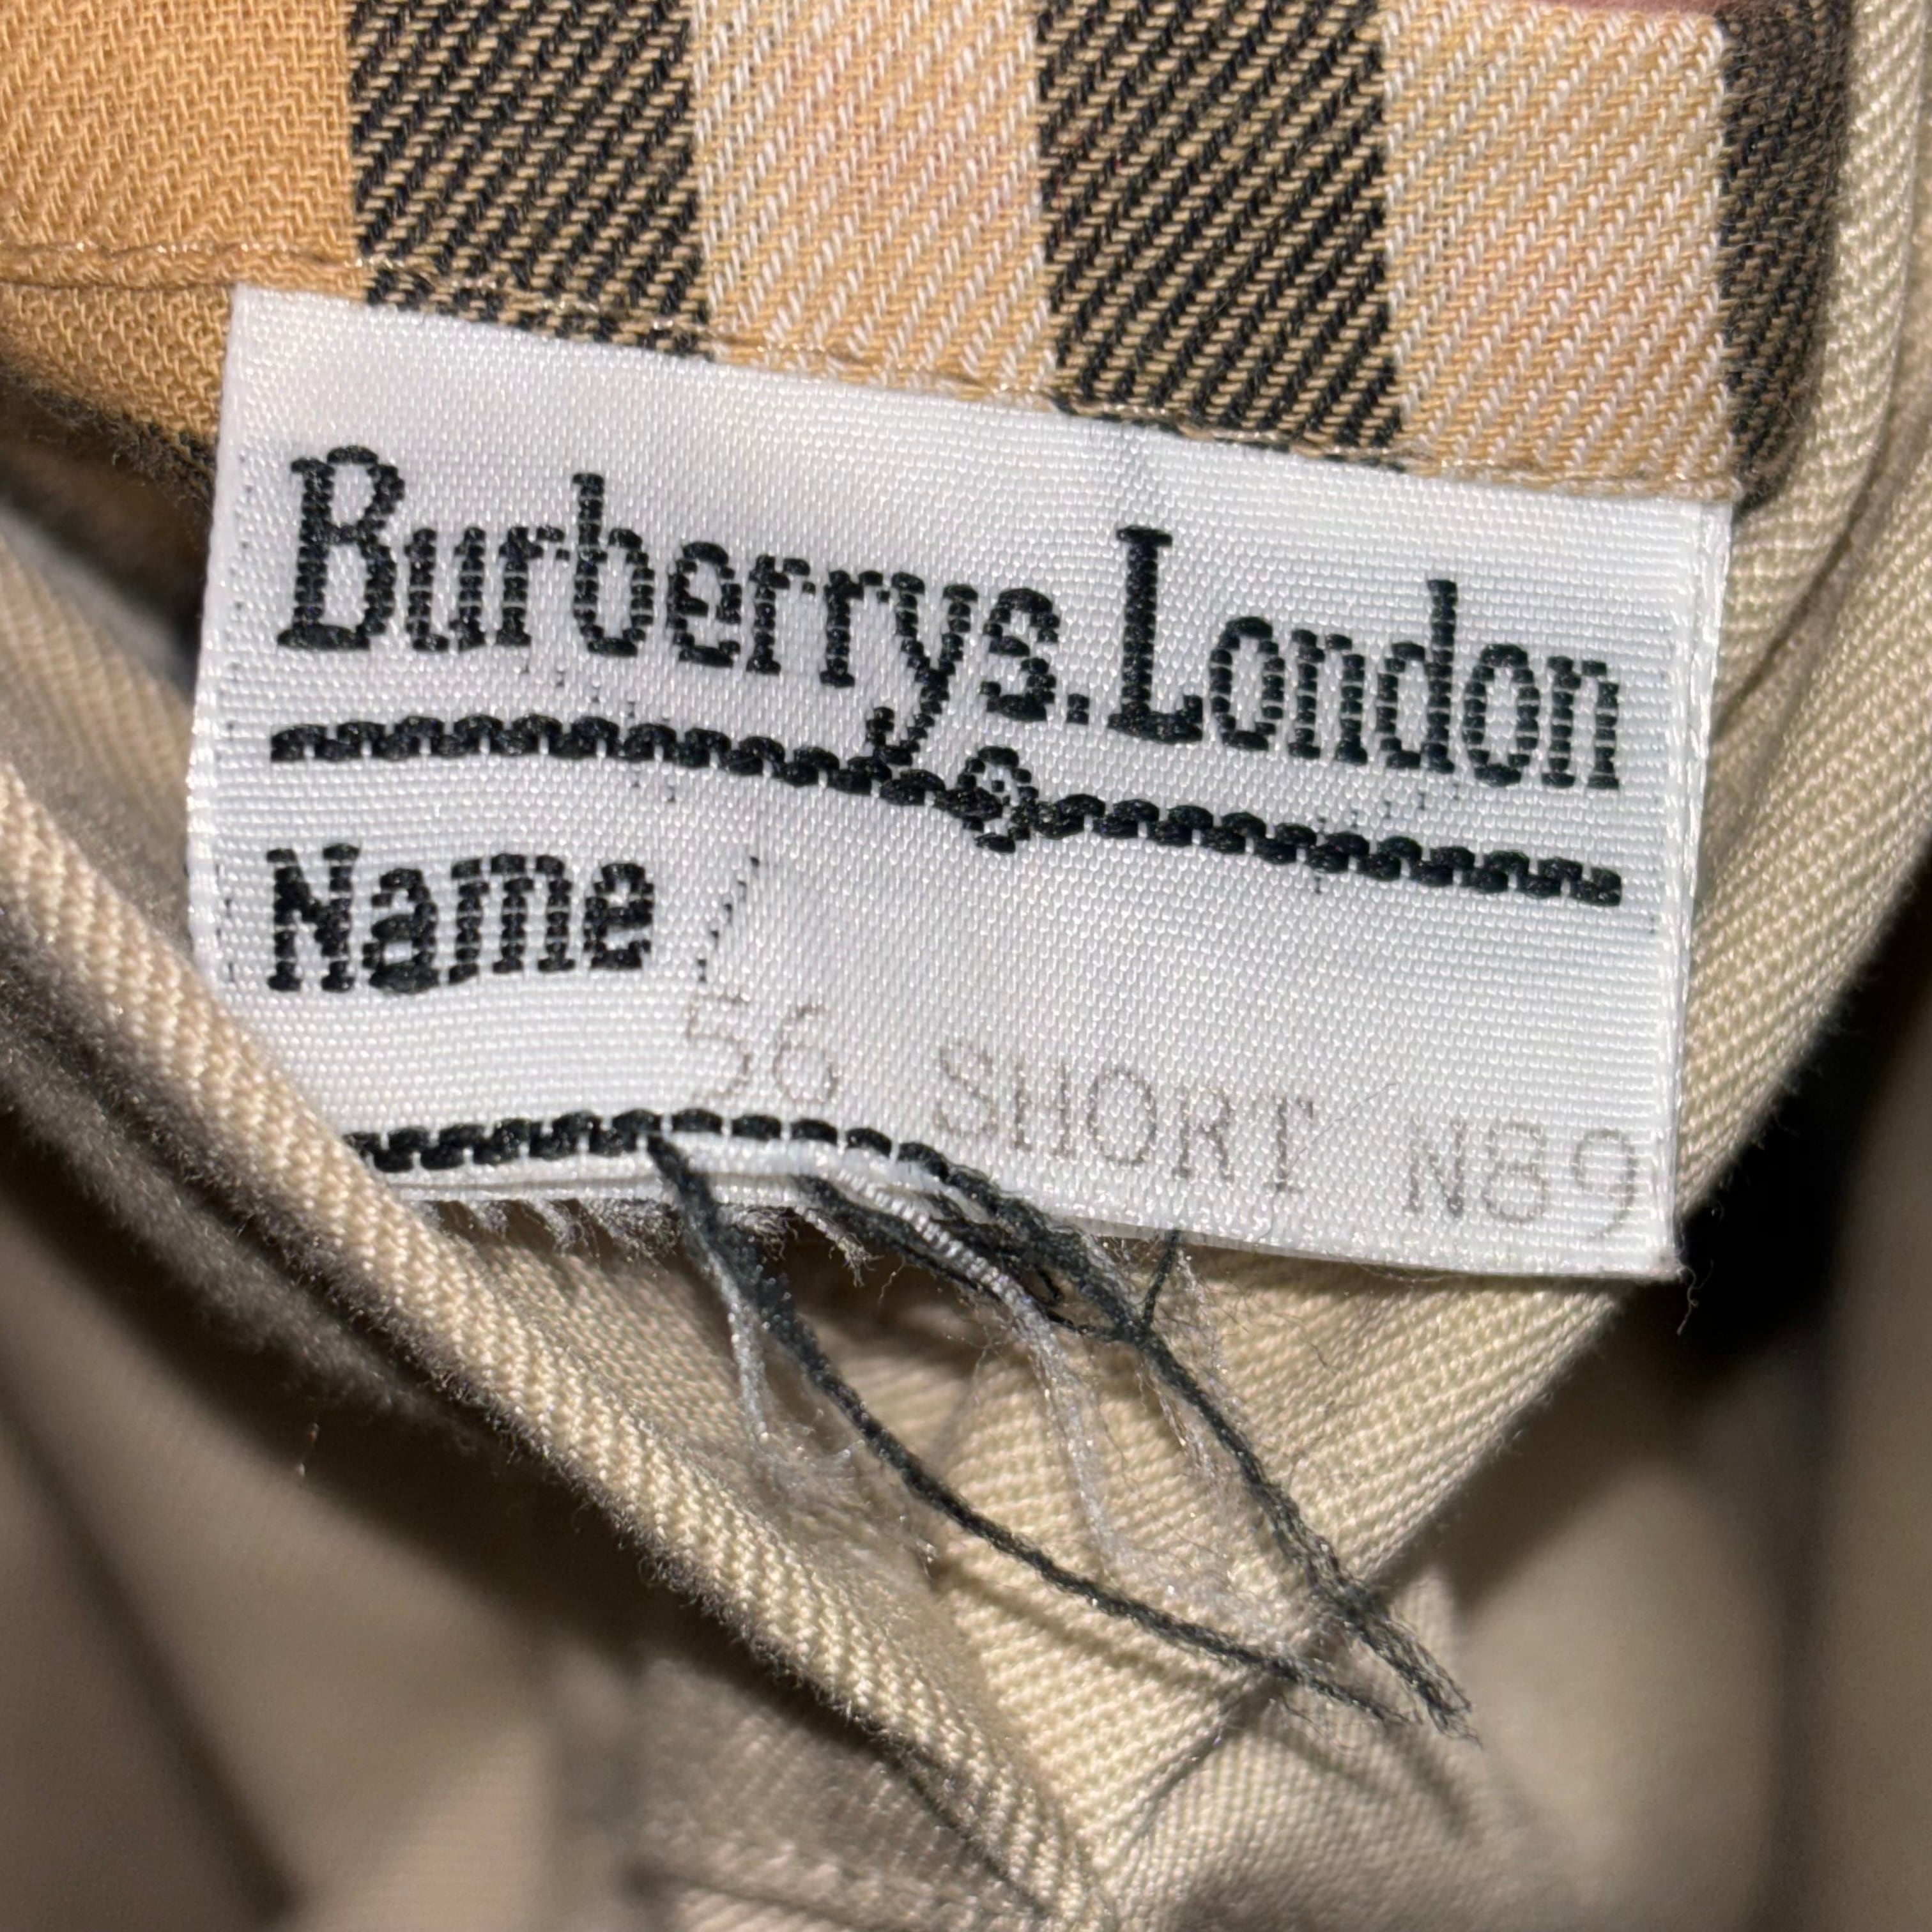 Burberrys. London
Name
56 SHORT N89